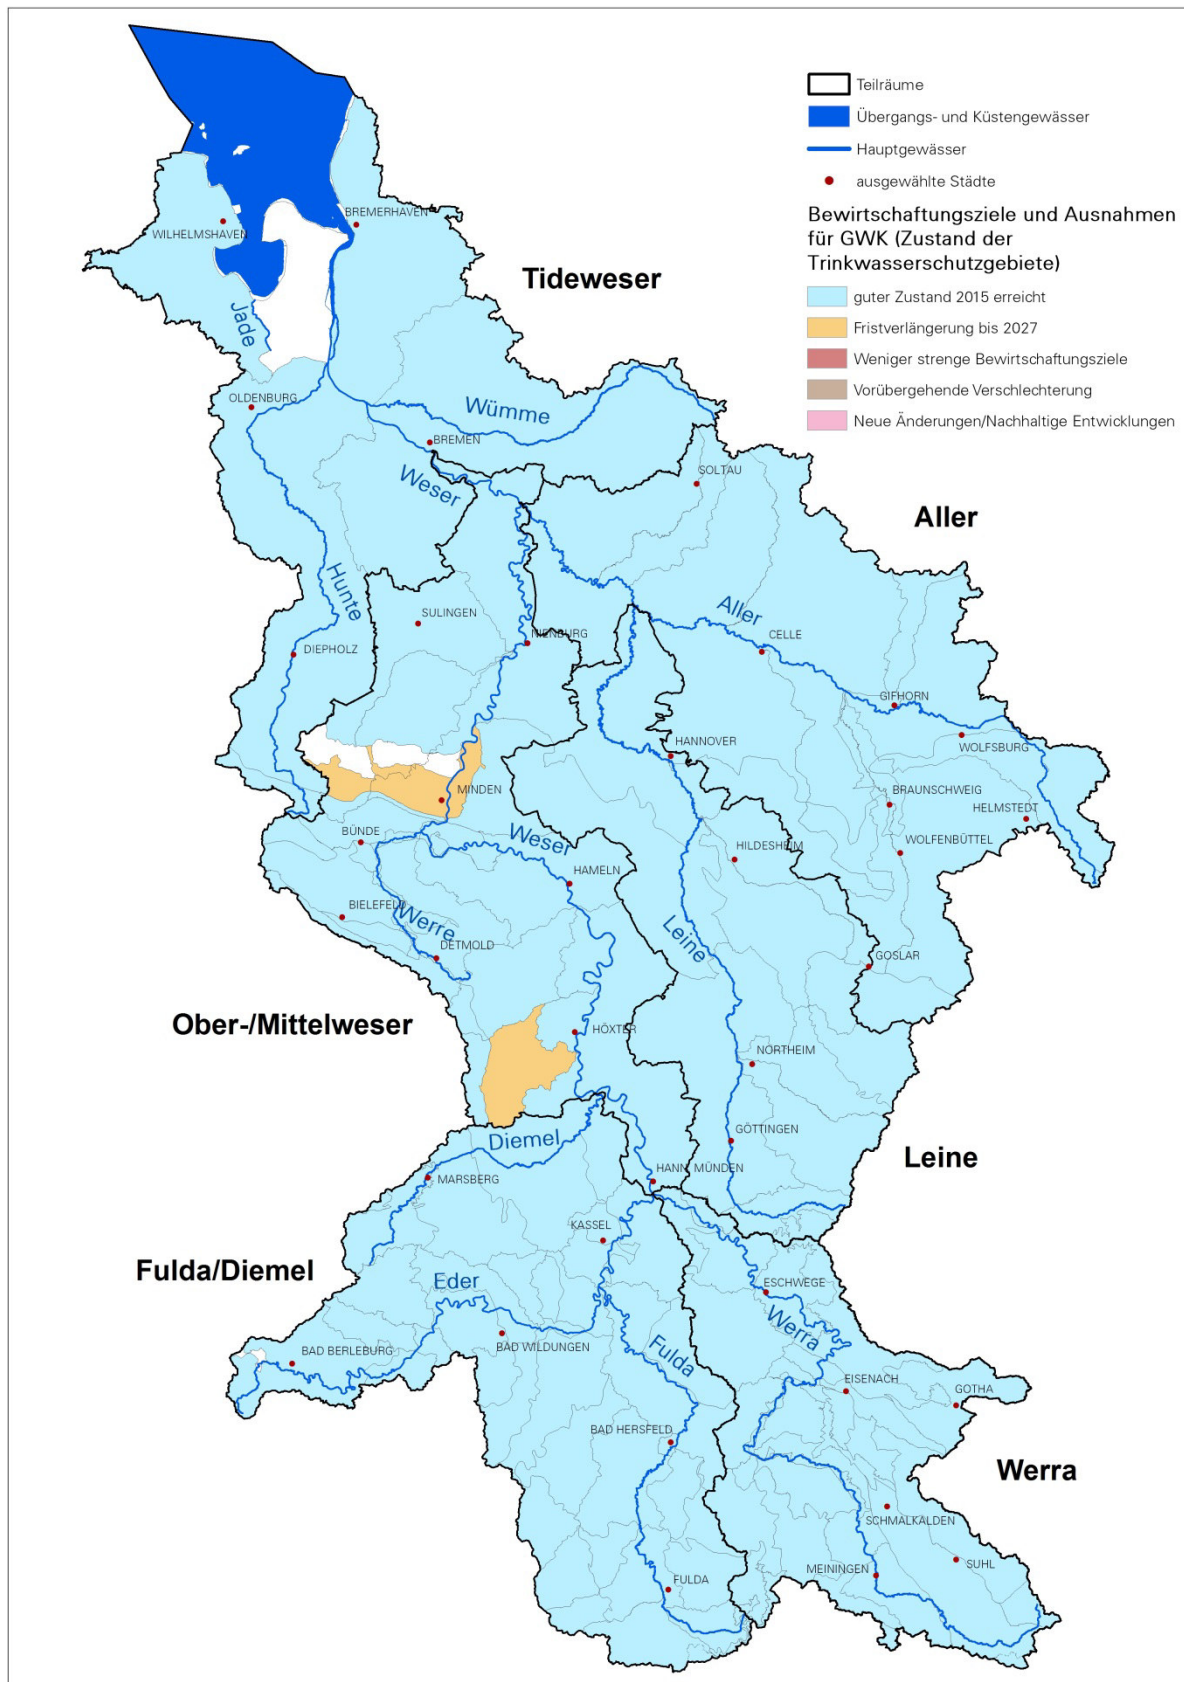 Teilräume
Übergangs- und Küstengewässer
Hauptgewässer
ausgewählte Städte
Bewirtschaftungsziele und Ausnahmen
für GWK (Zustand der
Trinkwasserschutzgebiete)
guter Zustand 2015 erreicht
Fristverlängerung bis 2027
Weniger strenge Bewirtschaftungsziele
Vorübergehende Verschlechterung
Neue Änderungen/Nachhaltige Entwicklungen
BREMERHAVEN
WILHELMSHAVEN
Tideweser
Jade
OLDENBURG
Wümme
BREMEN
Weser
SOLTAU
Aller
Hunte
SULINGEN
Aller
NIENBURG
CELLE
DIEPHOLZ
GIFHORN
HANNOVER
WOLFSBURG
MINDEN
BRAUNSCHWEIG
HELMSTEDT
BÜNDE
Weser
HILDESHEIM
WOLFENBÜTTEL
HAMELN
BIELEFELD
Werre
Leine
DETMOLD
GOSLAR
Ober-/Mittelweser
HÖXTER
NORTHEIM
Diemel
GÖTTINGEN
Leine
MARSBERG
HANN. MÜNDEN
KASSEL
Fulda/Diemel
Eder
ESCHWEGE
Werra
BAD BERLEBURG
BAD WILDUNGEN
Fulda
EISENACH
GOTHA
BAD HERSFELD
Werra
SCHMALKALDEN
MEININGEN
SUHL
FULDA